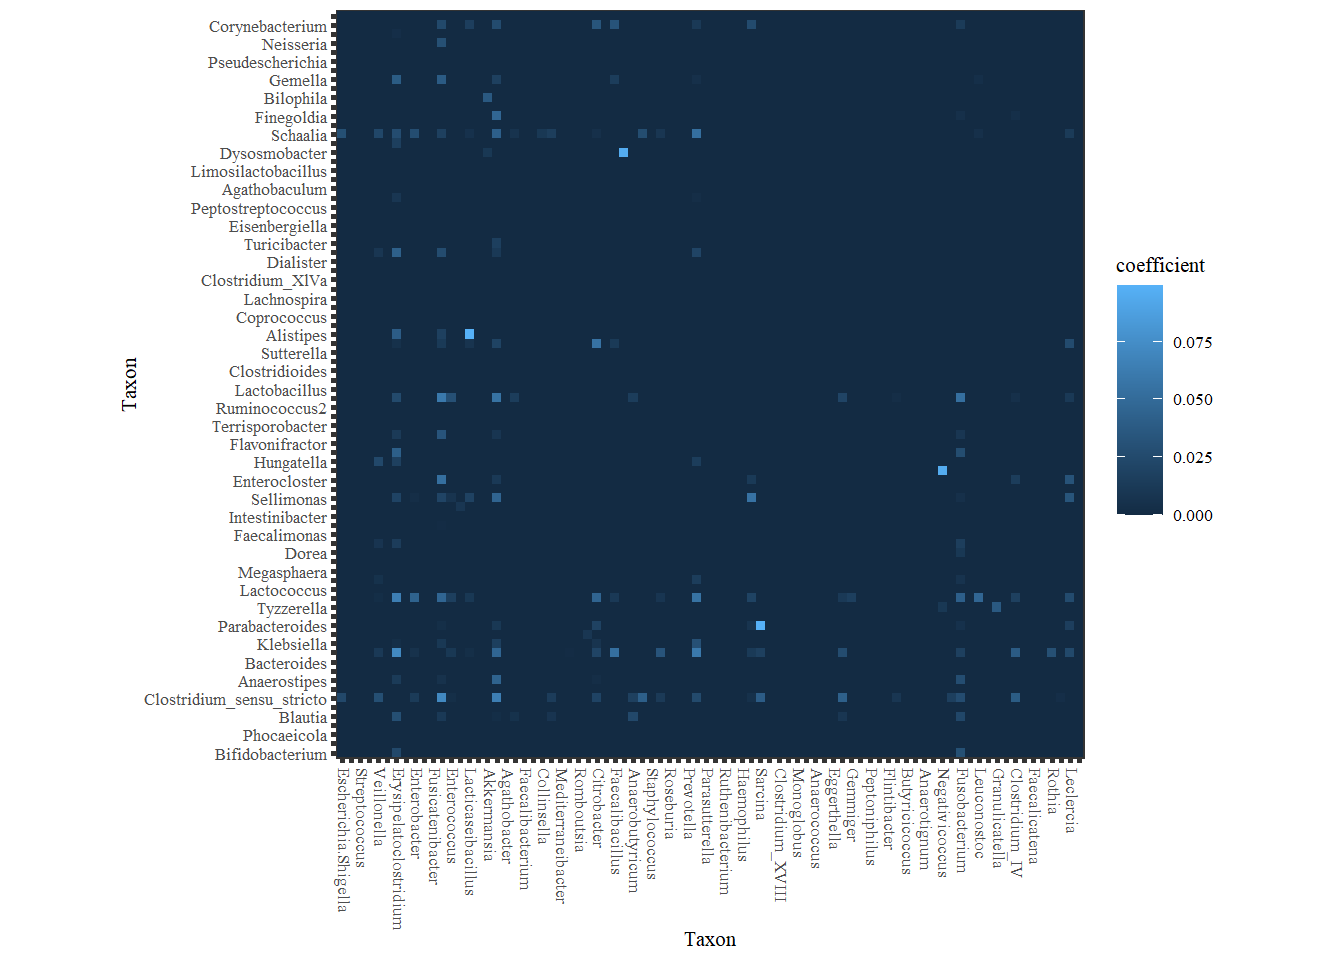 Corynebacterium
Neisseria
Pseudescherichia
Gemella
Bilophila
Finegoldia
Schaalia
Dysosmobacter
Limosilactobacillus
Agathobaculum
Peptostreptococcus
Eisenbergiella
Turicibacter
Dialister
Clostridium_XlVa
Lachnospira
Coprococcus
Alistipes
Sutterella
Clostridioides
Lactobacillus
Ruminococcus2
Terrisporobacter
Flavonifractor
Hungatella
Enterocloster
Sellimonas
Intestinibacter
Faecalimonas
Dorea
Megasphaera
Lactococcus
Tyzzerella
Parabacteroides
Klebsiella
Bacteroides
Anaerostipes
Clostridium_sensu_stricto
Blautia
Phocaeicola
Bifidobacterium
Taxon
Escherichia.Shigella
Streptococcus
Veillonella
Erysipelatoclostridium
Enterobacter
Fusicatenibacter
Enterococcus
Lacticaseibacillus
Akkermansia
Agathobacter
Faecalibacterium
Collinsella
Mediterraneibacter
Romboutsia
Citrobacter
Faecalibacillus
Anaerobutyricum
Staphylococcus
Roseburia
Prevotella
Parasutterella
Ruthenibacterium
Haemophilus
Sarcina
Clostridium_XVIII
Monoglobus
Anaerococcus
Eggerthella
Gemmiger
Peptoniphilus
Flintibacter
Butyricicoccus
Anaerotignum
Negativicoccus
Fusobacterium
Leuconostoc
Granulicatella
Clostridium_IV
Faecalicatena
Rothia
Leclercia
Taxon
coefficient
0.075
0.050
0.025
0.000